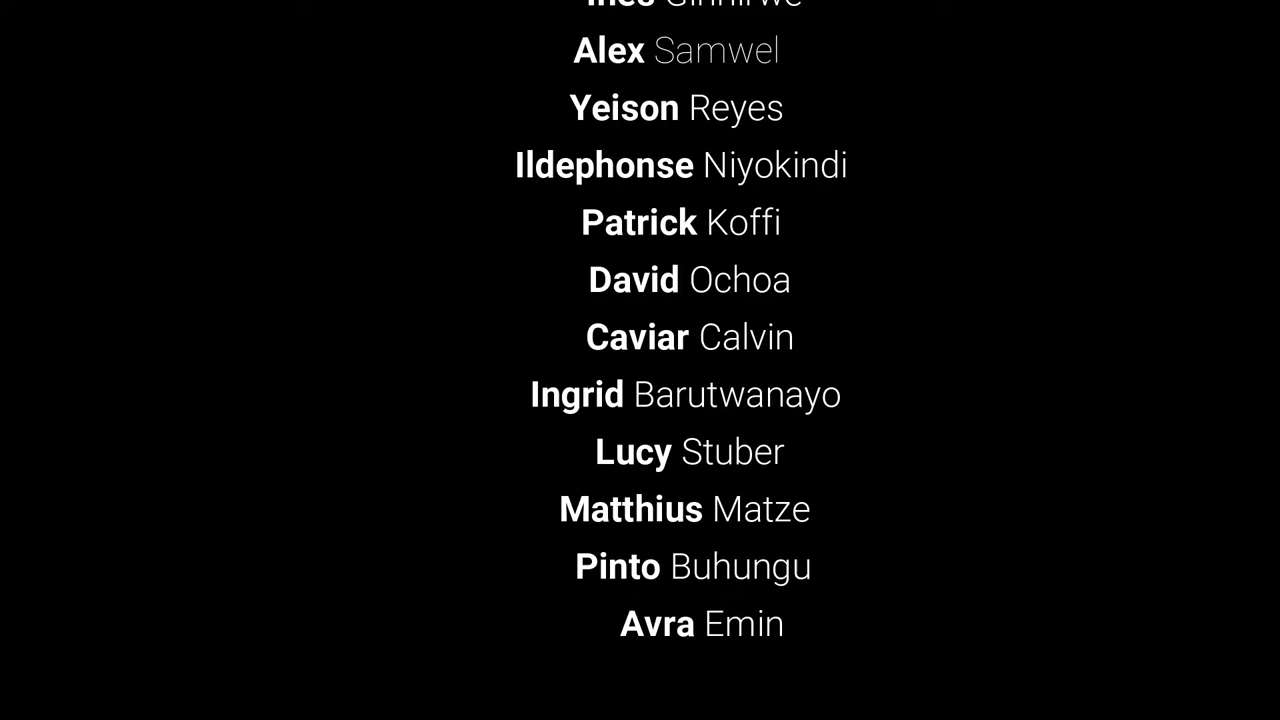 Alex Samwel
Yeison Reyes
Ildephonse Niyokindi
Patrick Koffi
David Ochoa
Caviar Calvin
Ingrid Barutwanayo
Lucy Stuber
Matthius Matze
Pinto Buhungu
Avra Emin